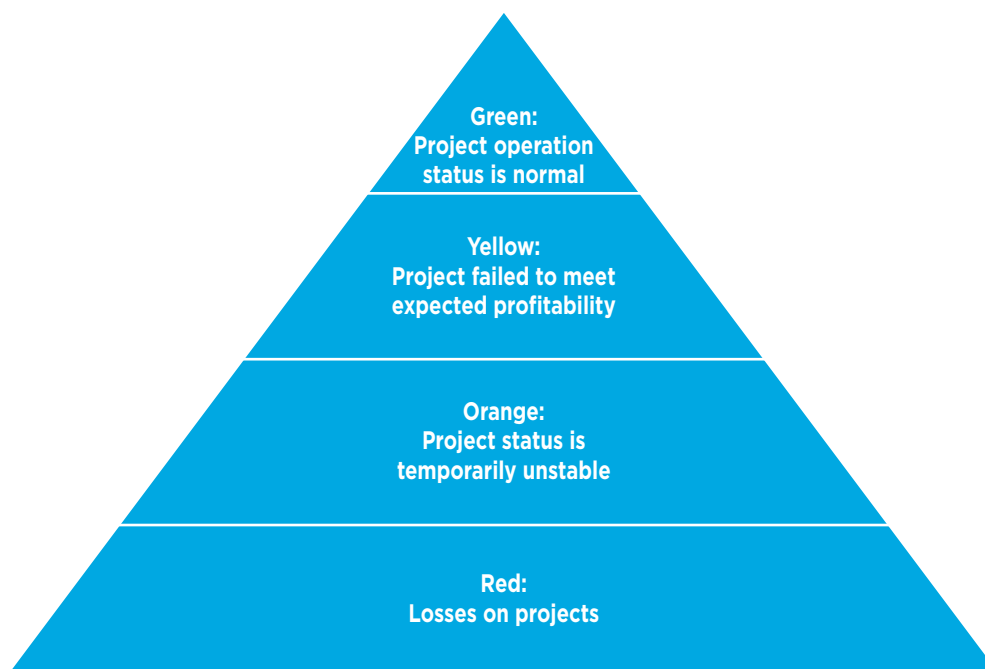 Green:
Project operation
status is normal
Yellow:
Project failed to meet
expected profitability
Orange:
Project status is
temporarily unstable
Red:
Losses on projects